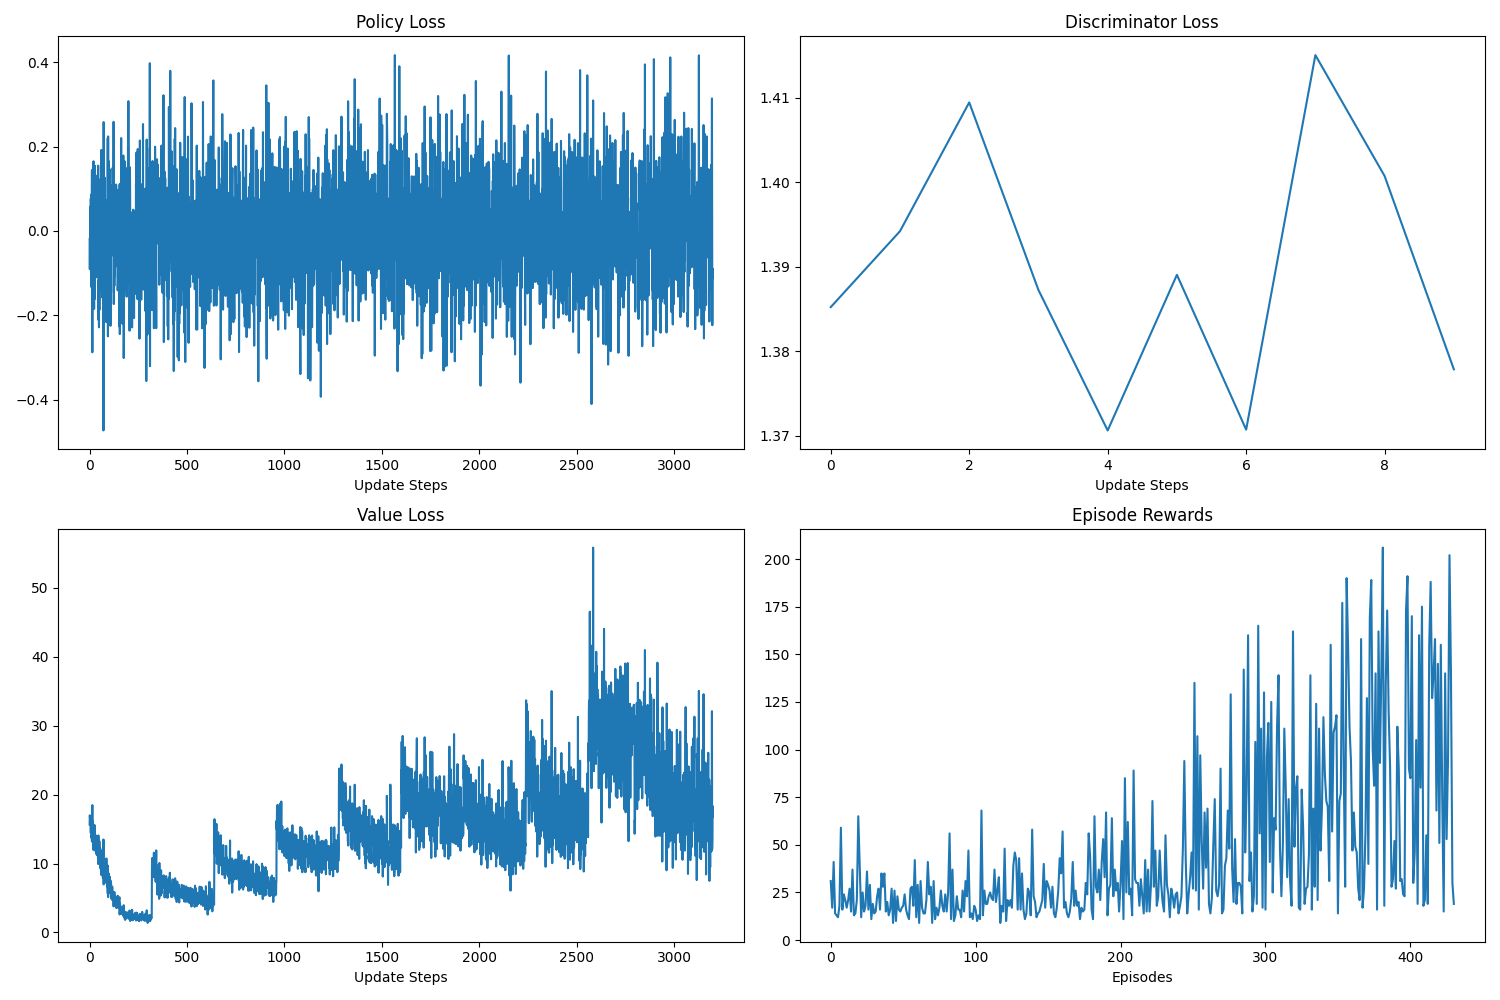 Policy Loss
0.4
0.2
0.0
−0.2
−0.4
0 500 1000 1500 2000 2500 3000
Update Steps
Discriminator Loss
1.41
1.40
1.39
1.38
1.37
0 2 4 6 8
Update Steps
Value Loss
50
40
30
20
10
0
0 500 1000 1500 2000 2500 3000
Update Steps
Episode Rewards
200
175
150
125
100
75
50
25
0
0 100 200 300 400
Episodes